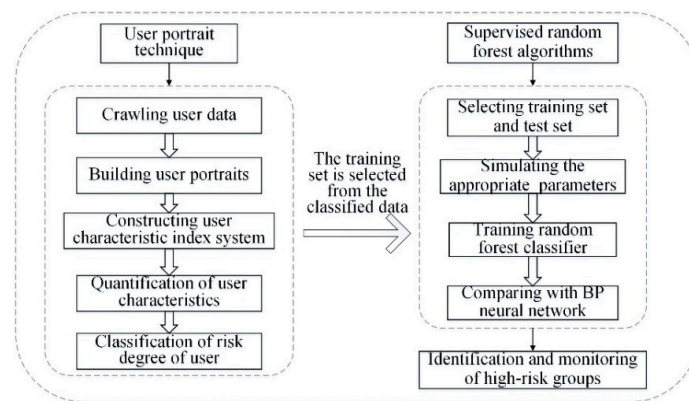 User portrait
technique
Crawling user data
Building user portraits
Constructing user
characteristic index system
Quantification of user
characteristics
Classification of risk
degree of user
The training
set is selected
from the
classified data
Supervised random
forest algorithms
Selecting training set
and test set
Simulating the
appropriate parameters
Training random
forest classifier
Comparing with BP
neural network
Identification and monitoring
of high-risk groups